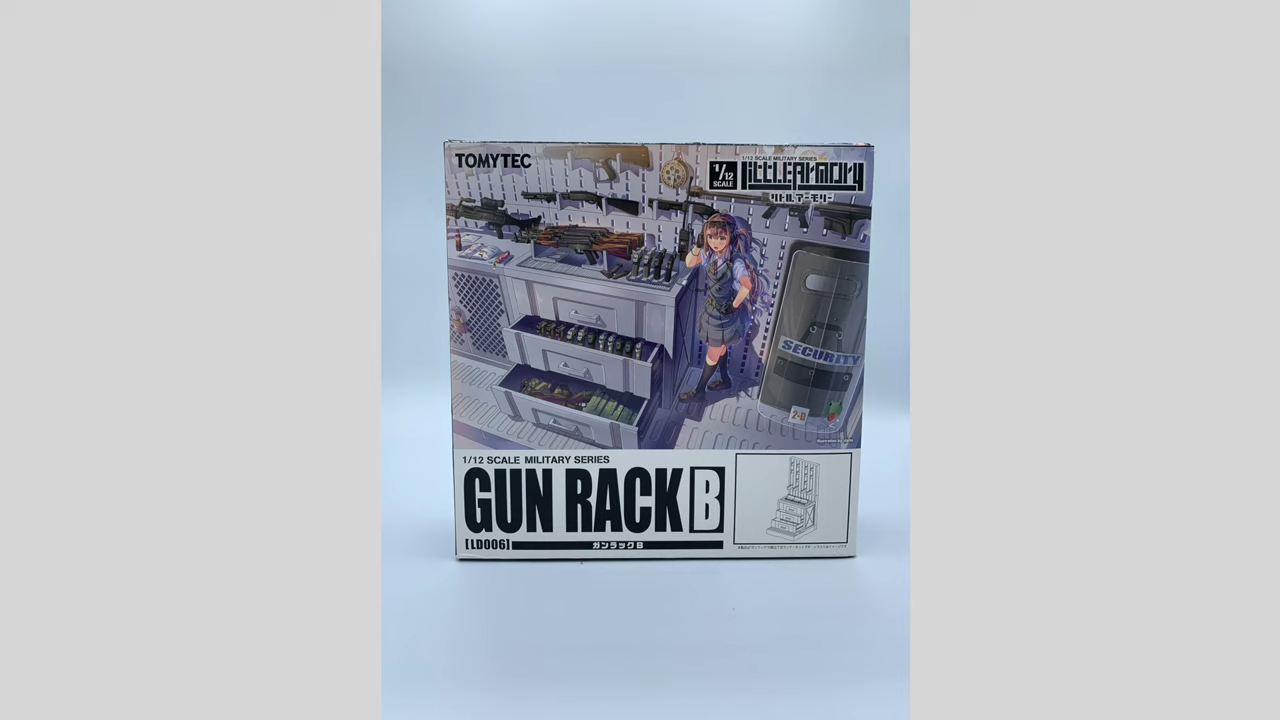 TOMYTEC
1/12 SCALE MILITARY SERIES
1/12 SCALE
LittleArmory
リトルアーモリー
SECURITY
2-D
1/12 SCALE MILITARY SERIES
GUN RACK B
[LD006]
ガンラックB